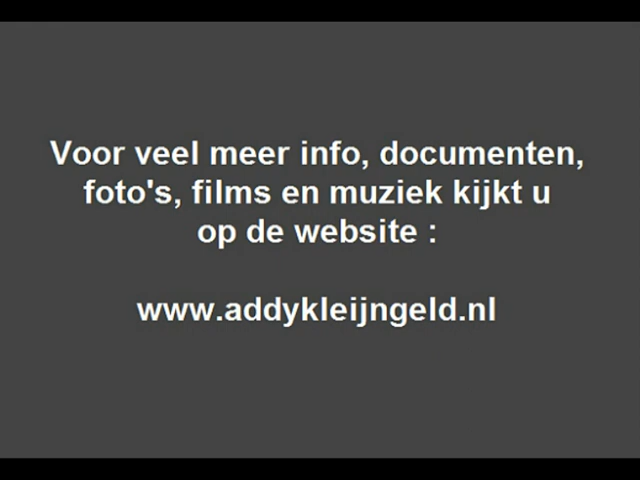 Voor veel meer info, documenten,
foto's, films en muziek kijkt u
op de website :
www.addykleijngeld.nl